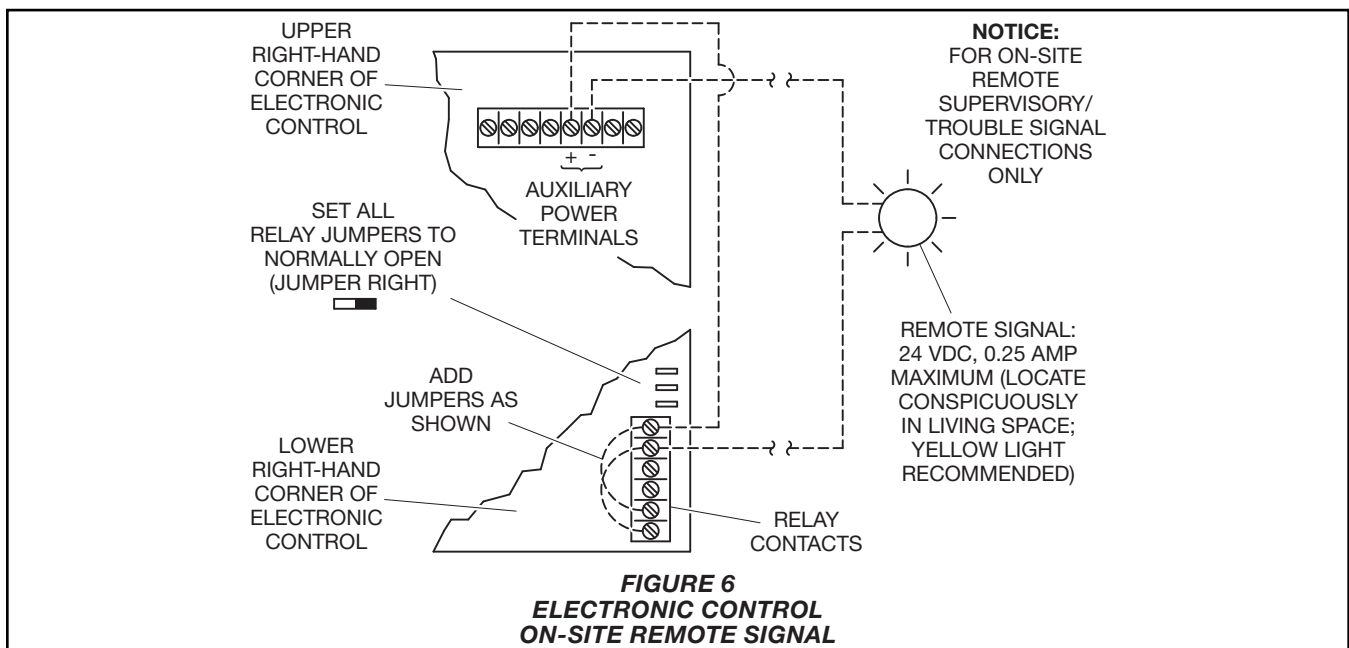 UPPER
RIGHT-HAND
CORNER OF
ELECTRONIC
CONTROL
+ -
AUXILIARY
POWER
TERMINALS
NOTICE:
FOR ON-SITE
REMOTE
SUPERVISORY/
TROUBLE SIGNAL
CONNECTIONS
ONLY
SET ALL
RELAY JUMPERS TO
NORMALLY OPEN
(JUMPER RIGHT)
ADD
JUMPERS AS
SHOWN
LOWER
RIGHT-HAND
CORNER OF
ELECTRONIC
CONTROL
RELAY
CONTACTS
REMOTE SIGNAL:
24 VDC, 0.25 AMP
MAXIMUM (LOCATE
CONSPICUOUSLY
IN LIVING SPACE;
YELLOW LIGHT
RECOMMENDED)
FIGURE 6
ELECTRONIC CONTROL
ON-SITE REMOTE SIGNAL